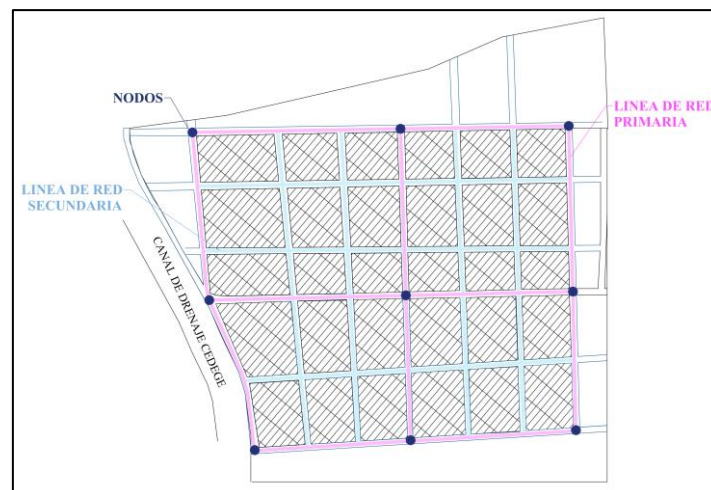 NODOS
LINEA DE RED
PRIMARIA
LINEA DE RED
SECUNDARIA
CANAL DE DRENAJE CEDEGE